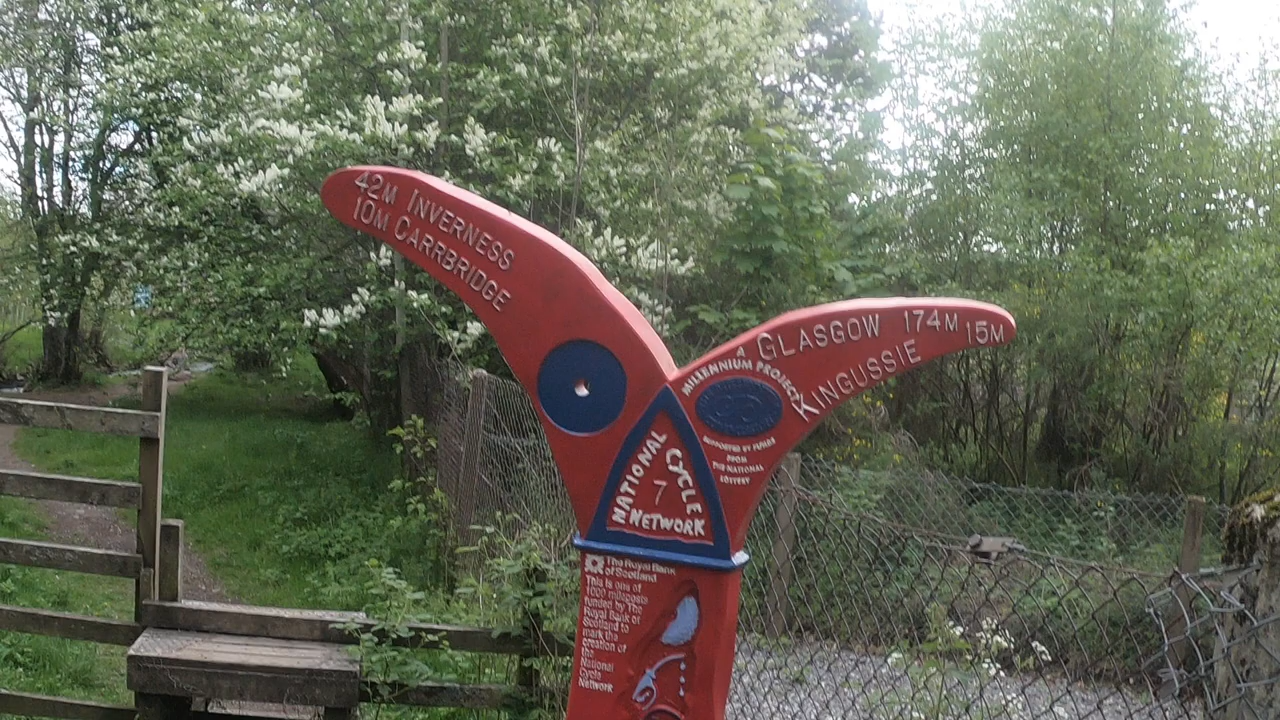 42M INVERNESS
10M CARRBRIDGE
GLASGOW 174M
KINGUSSIE 15M
A
MILLENNIUM PROJECT
SUPPORTED BY FUNDS
FROM
THE NATIONAL
LOTTERY
NATIONAL CYCLE
7
NETWORK
The Royal Bank
of Scotland
This is one of
1000 mileposts
funded by The
Royal Bank of
Scotland to
mark the
creation of
the
National
Cycle
Network